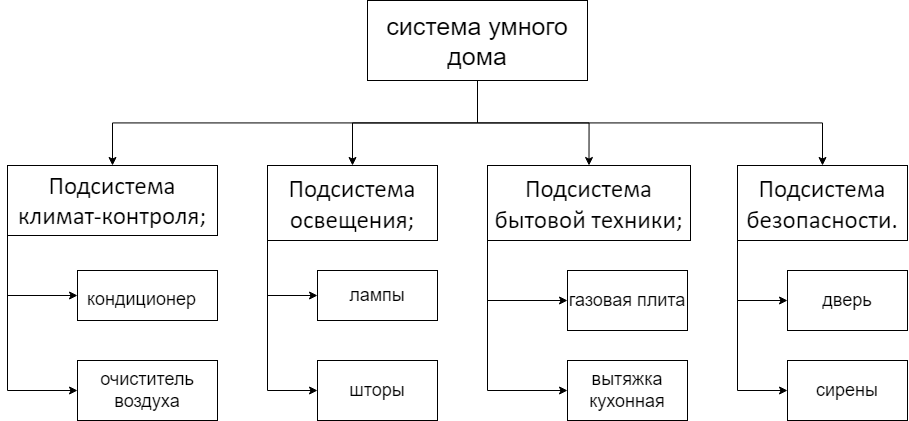 система умного
дома
Подсистема
климат-контроля;
Подсистема
освещения;
Подсистема
бытовой техники;
Подсистема
безопасности.
кондиционер
лампы
газовая плита
дверь
очиститель
воздуха
шторы
вытяжка
кухонная
сирены